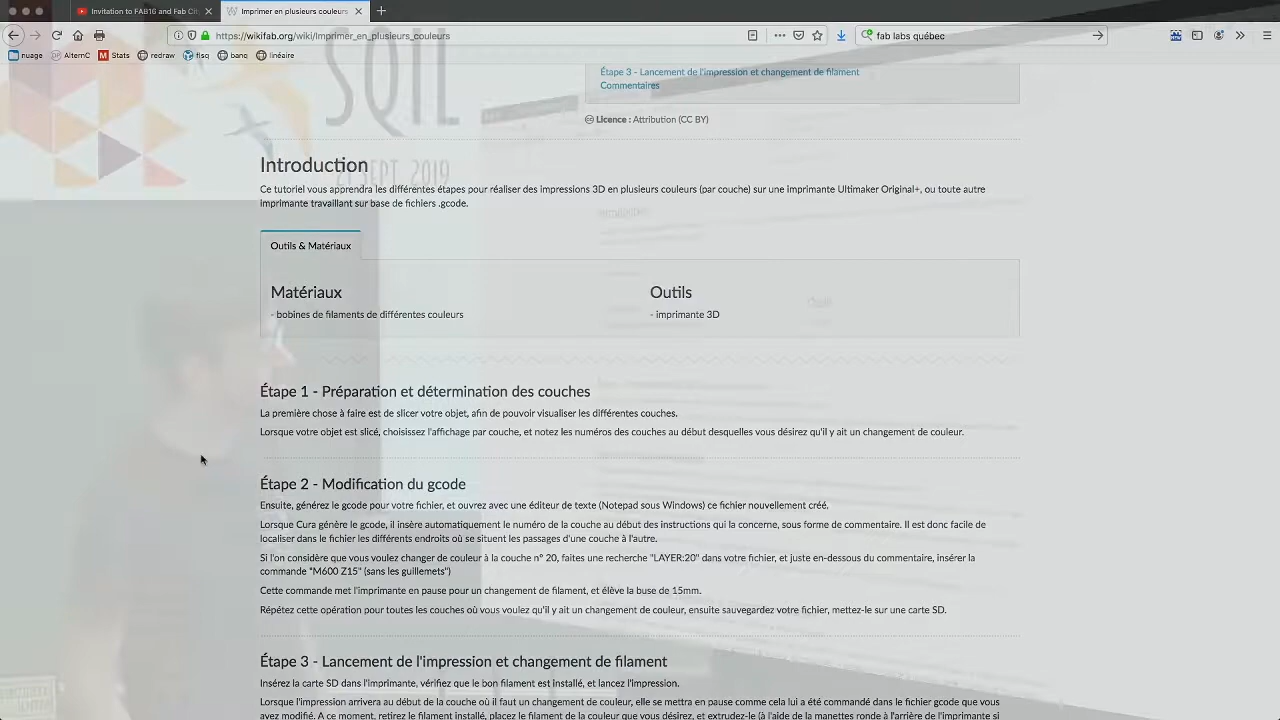 Invitation to FAB16 and Fab Cit
Imprimer en plusieurs couleurs
https://wikifab.org/wiki/Imprimer_en_plusieurs_couleurs
fab labs québec
nuage
AlternC
Stats
redraw
flsq
banq
linéaire
SQIL
SEPT. 2019
Étape 3 - Lancement de l'impression et changement de filament
Commentaires
Licence : Attribution (CC BY)
Introduction
Ce tutoriel vous apprendra les différentes étapes pour réaliser des impressions 3D en plusieurs couleurs (par couche) sur une imprimante Ultimaker Original+, ou toute autre
imprimante travaillant sur base de fichiers .gcode.
Outils & Matériaux
Matériaux
- bobines de filaments de différentes couleurs
Outils
- imprimante 3D
Étape 1 - Préparation et détermination des couches
La première chose à faire est de slicer votre objet, afin de pouvoir visualiser les différentes couches.
Lorsque votre objet est slicé, choisissez l'affichage par couche, et notez les numéros des couches au début desquelles vous désirez qu'il y ait un changement de couleur.
Étape 2 - Modification du gcode
Ensuite, générez le gcode pour votre fichier, et ouvrez avec une éditeur de texte (Notepad sous Windows) ce fichier nouvellement créé.
Lorsque Cura génère le gcode, il insère automatiquement le numéro de la couche au début des instructions qui la concerne, sous forme de commentaire. Il est donc facile de
localiser dans le fichier les différents endroits où se situent les passages d'une couche à l'autre.
Si l'on considère que vous voulez changer de couleur à la couche n° 20, faites une recherche "LAYER:20" dans votre fichier, et juste en-dessous du commentaire, insérer la
commande "M600 Z15" (sans les guillemets")
Cette commande met l'imprimante en pause pour un changement de filament, et élève la buse de 15mm.
Répétez cette opération pour toutes les couches où vous voulez qu'il y ait un changement de couleur, ensuite sauvegardez votre fichier, mettez-le sur une carte SD.
Étape 3 - Lancement de l'impression et changement de filament
Insérez la carte SD dans l'imprimante, vérifiez que le bon filament est installé, et lancez l'impression.
Lorsque l'impression arrivera au début de la couche où il faut un changement de couleur, elle se mettra en pause comme cela lui a été commandé dans le fichier gcode que vous
avez modifié. A ce moment, retirez le filament installé, placez le filament de la couleur que vous désirez, et extrudez-le (à l'aide de la manettes ronde à l'arrière de l'imprimante si